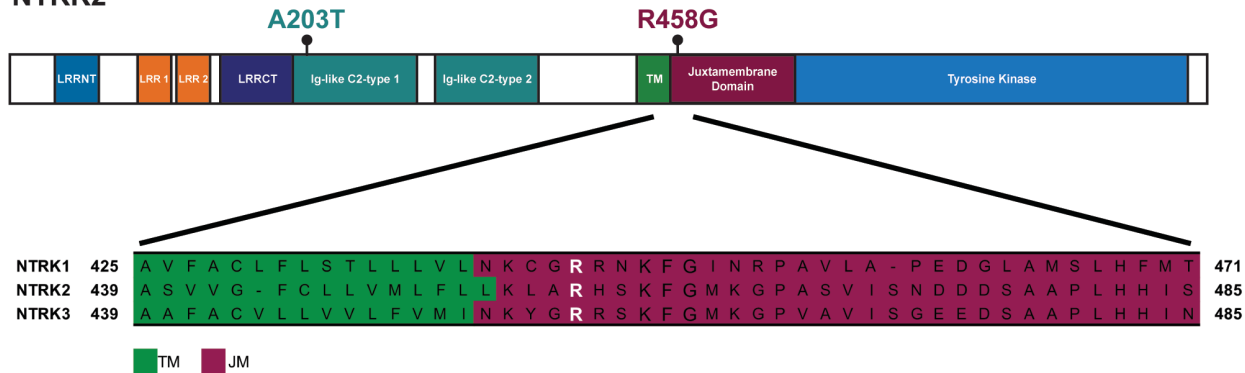 NTRK2
A203T R458G
LRRNT LRR 1 LRR 2 LRRCT Ig-like C2-type 1 Ig-like C2-type 2 TM Juxtamembrane Domain Tyrosine Kinase
NTRK1 425 A V F A C L F L S T L L L V L N K C G R R N K F G I N R P A V L A - P E D G L A M S L H F M T 471
NTRK2 439 A S V V G - F C L L V M L F L L K L A R H S K F G M K G P A S V I S N D D D S A A P L H H I S 485
NTRK3 439 A A F A C V L L V V L F V M I N K Y G R R S K F G M K G P V A V I S G E E D S A A P L H H I N 485
TM JM